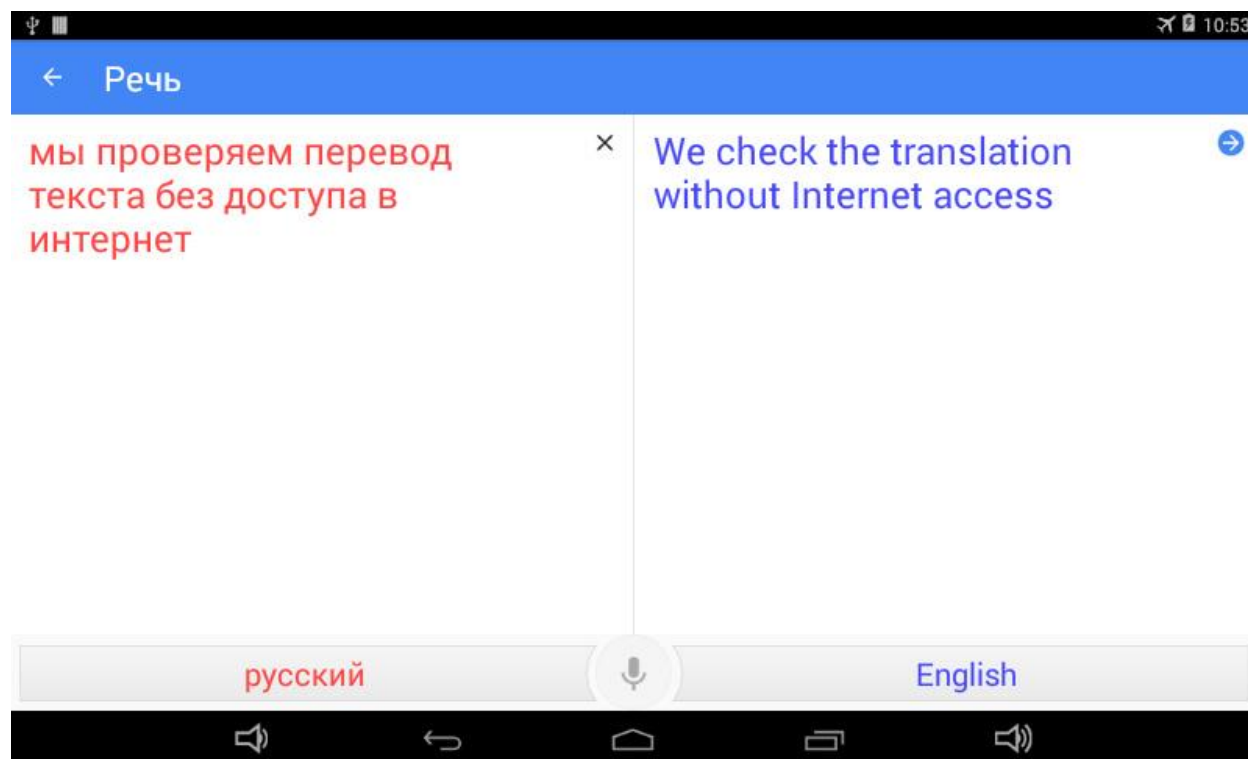 10:53
Речь
мы проверяем перевод
текста без доступа в
интернет
We check the translation
without Internet access
русский
English